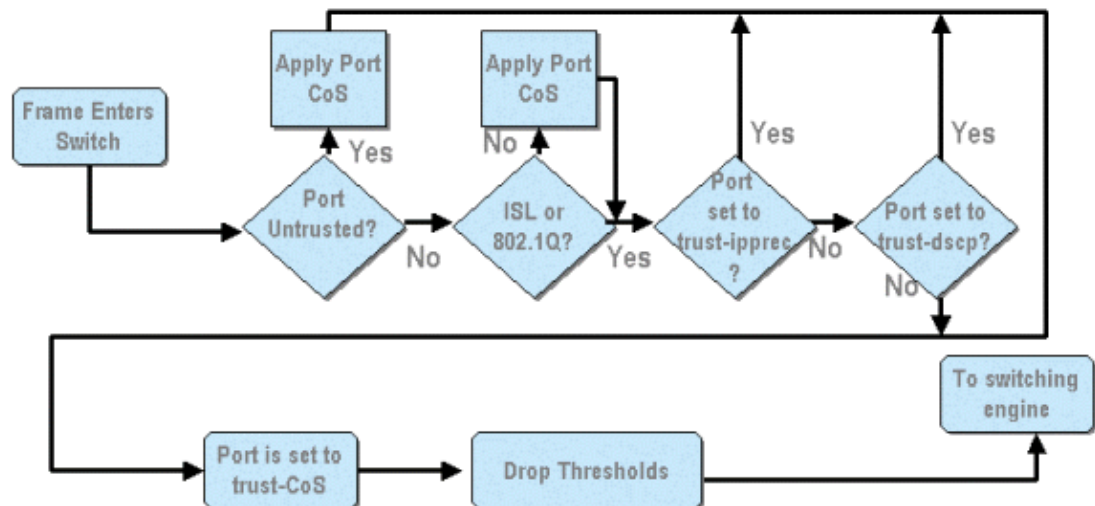 Frame Enters
Switch
Apply Port
CoS
Yes
Port
Untrusted?
No
Apply Port
CoS
No
ISL or
802.1Q?
Yes
Yes
Port
set to
trust-ipprec
?
No
Yes
Port set to
trust-dscp?
No
Port is set to
trust-CoS
Drop Thresholds
To switching
engine